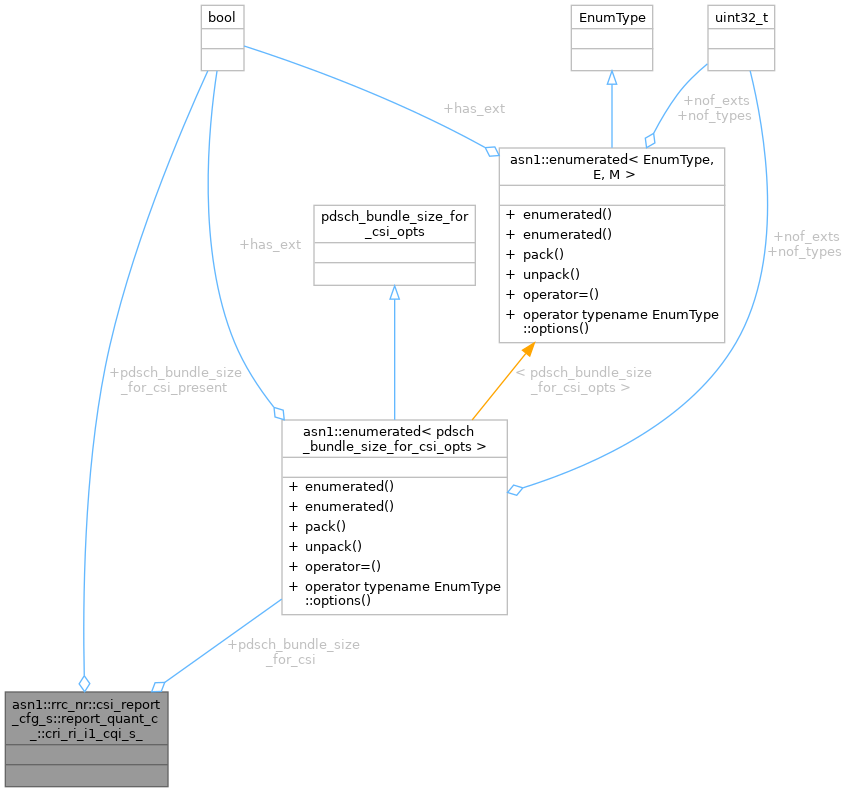 bool
EnumType
uint32_t
+has_ext
+nof_exts
+nof_types
asn1::enumerated< EnumType,
E, M >
+ enumerated()
+ enumerated()
+ pack()
+ unpack()
+ operator=()
+ operator typename EnumType
::options()
pdsch_bundle_size_for
_csi_opts
+has_ext
+nof_exts
+nof_types
+pdsch_bundle_size
_for_csi_present
< pdsch_bundle_size
_for_csi_opts >
asn1::enumerated< pdsch
_bundle_size_for_csi_opts >
+ enumerated()
+ enumerated()
+ pack()
+ unpack()
+ operator=()
+ operator typename EnumType
::options()
+pdsch_bundle_size
_for_csi
asn1::rrc_nr::csi_report
_cfg_s::report_quant_c
_::cri_ri_i1_cqi_s_